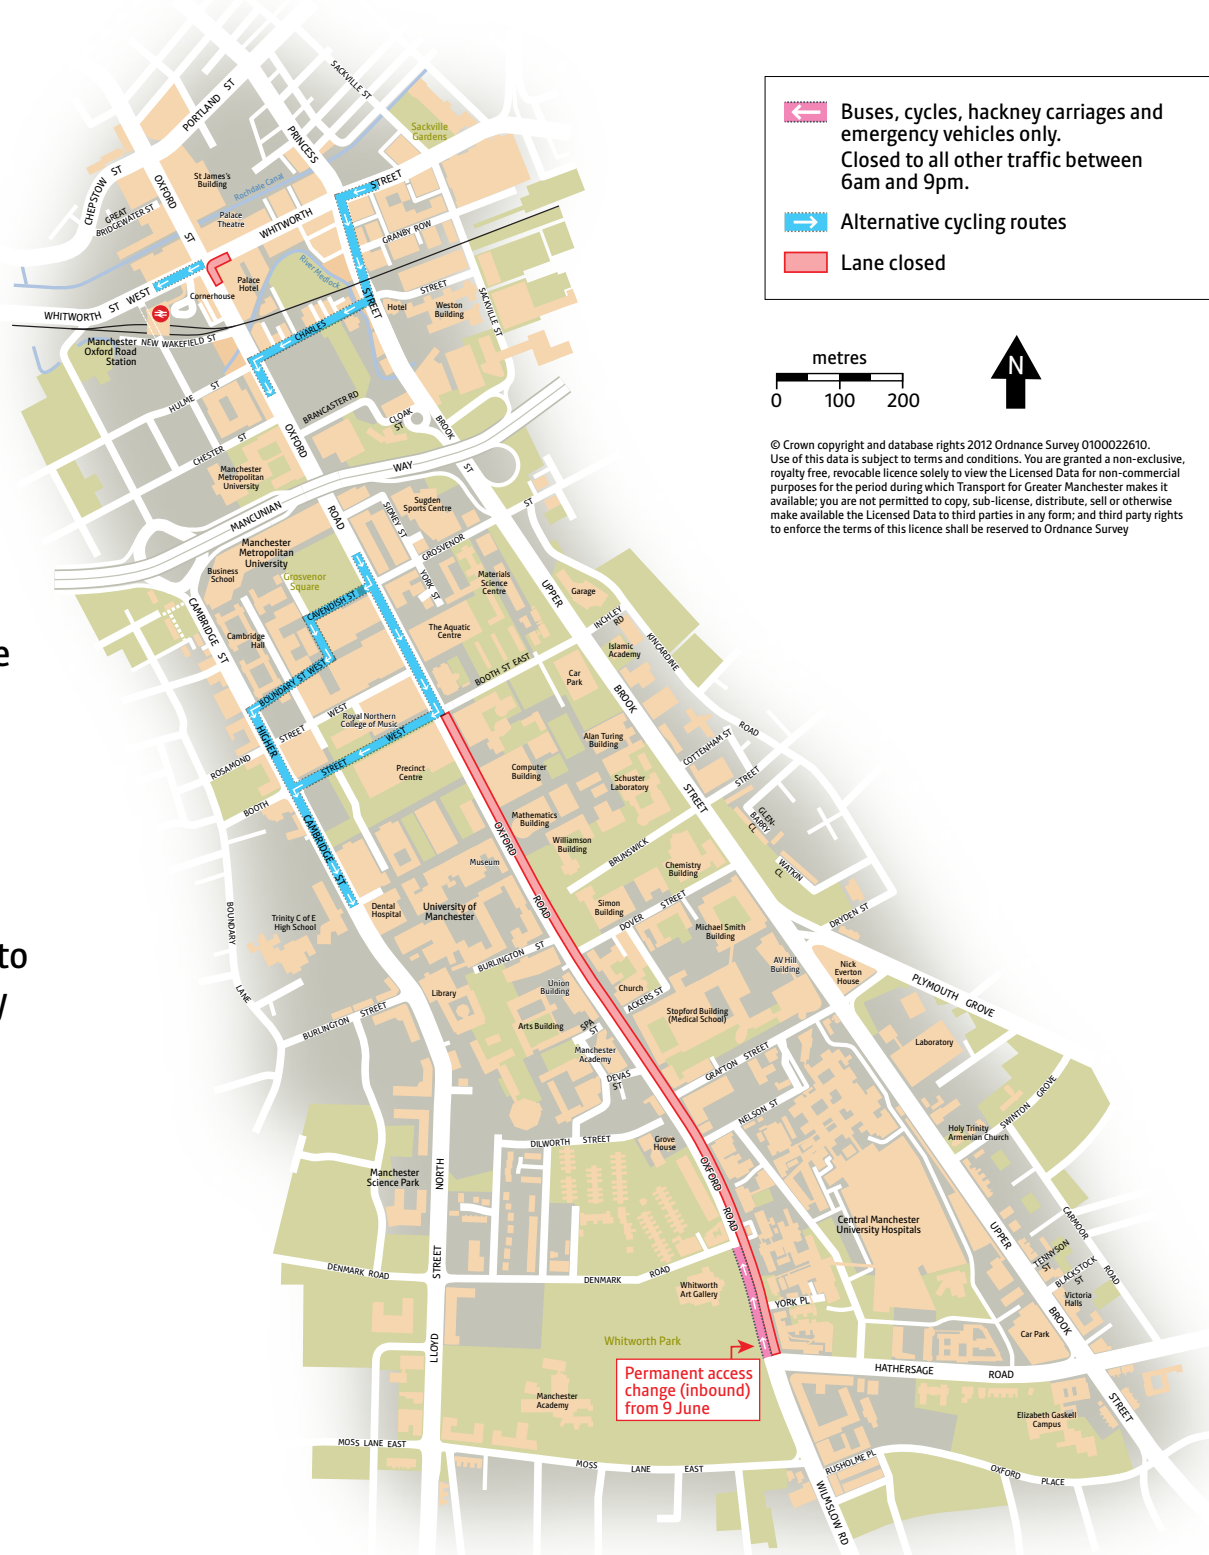 Buses, cycles, hackney carriages and
emergency vehicles only.
Closed to all other traffic between
6am and 9pm.
Alternative cycling routes
Lane closed
metres
0 100 200
N
© Crown copyright and database rights 2012 Ordnance Survey 0100022610.
Use of this data is subject to terms and conditions. You are granted a non-exclusive,
royalty free, revocable licence solely to view the Licensed Data for non-commercial
purposes for the period during which Transport for Greater Manchester makes it
available; you are not permitted to copy, sub-license, distribute, sell or otherwise
make available the Licensed Data to third parties in any form; and third party rights
to enforce the terms of this licence shall be reserved to Ordnance Survey
SACKVILLE ST
PORTLAND ST
PRINCESS
Sackville
Gardens
CHEPSTOW ST
OXFORD
ST
St James's
Building
Rochdale Canal
STREET
GREAT
BRIDGEWATER ST
Palace
Theatre
WHITWORTH
GRANBY ROW
River Medlock
Palace
Hotel
Cornerhouse
WHITWORTH ST WEST
STREET
STREET
Hotel
Weston
Building
SACKVILLE ST
CHARLES
Manchester
Oxford Road
Station
NEW WAKEFIELD ST
HULME ST
BRANCASTER RD
CLOAK
ST
BROOK
ST
OXFORD
CHESTER ST
Manchester
Metropolitan
University
WAY
MANCUNIAN
ROAD
SIDNEY ST
Sugden
Sports Centre
ST
GROSVENOR
Manchester
Metropolitan
University
Business
School
Grosvenor
Square
YORK ST
Materials
Science
Centre
UPPER
Garage
CAVENDISH ST
CAMBRIDGE ST
Cambridge
Hall
The Aquatic
Centre
INCHLEY
RD
Islamic
Academy
KINCARDINE
ROAD
e
BOUNDARY ST WEST
BOOTH ST EAST
Car
Park
BROOK
HIGHER
ROSAMOND STREET WEST
Royal Northern
College of Music
WEST
STREET
BOOTH
Precinct
Centre
Alan Turing
Building
COTTENHAM ST
Computer
Building
Schuster
Laboratory
STREET
STREET
CAMBRIDGE ST
OXFORD
Mathematics
Building
Williamson
Building
BRUNSWICK
GLEN-
BARRY
CL
Museum
Chemistry
Building
WATKIN
CL
ROAD
BOUNDARY
LANE
Trinity C of E
High School
Dental
Hospital
University of
Manchester
Simon
Building
DOVER STREET
Michael Smith
Building
DRYDEN ST
to
BURLINGTON ST
AV Hill
Building
Nick
Everton
House
PLYMOUTH GROVE
Library
Union
Building
Church
ACKERS ST
BURLINGTON STREET
Arts Building
SPA
ST
Stopford Building
(Medical School)
Laboratory
Manchester
Academy
GRAFTON STREET
DEVAS
ST
NELSON ST
SWINTON GROVE
Holy Trinity
Armenian Church
DILWORTH STREET
Grove
House
Manchester
Science Park
NORTH
OXFORD
ROAD
Central Manchester
University Hospitals
CARMOOR
ROAD
UPPER
TENNYSON
ST
BLACKSTOCK
ST
STREET
DENMARK ROAD
DENMARK ROAD
Whitworth
Art Gallery
YORK PL
Victoria
Halls
BROOK
LLOYD
Whitworth Park
Car Park
Permanent access
change (inbound)
from 9 June
HATHERSAGE ROAD
Manchester
Academy
STREET
Elizabeth Gaskell
Campus
MOSS LANE EAST
MOSS LANE EAST
RUSHOLME PL
OXFORD PLACE
WILMSLOW RD